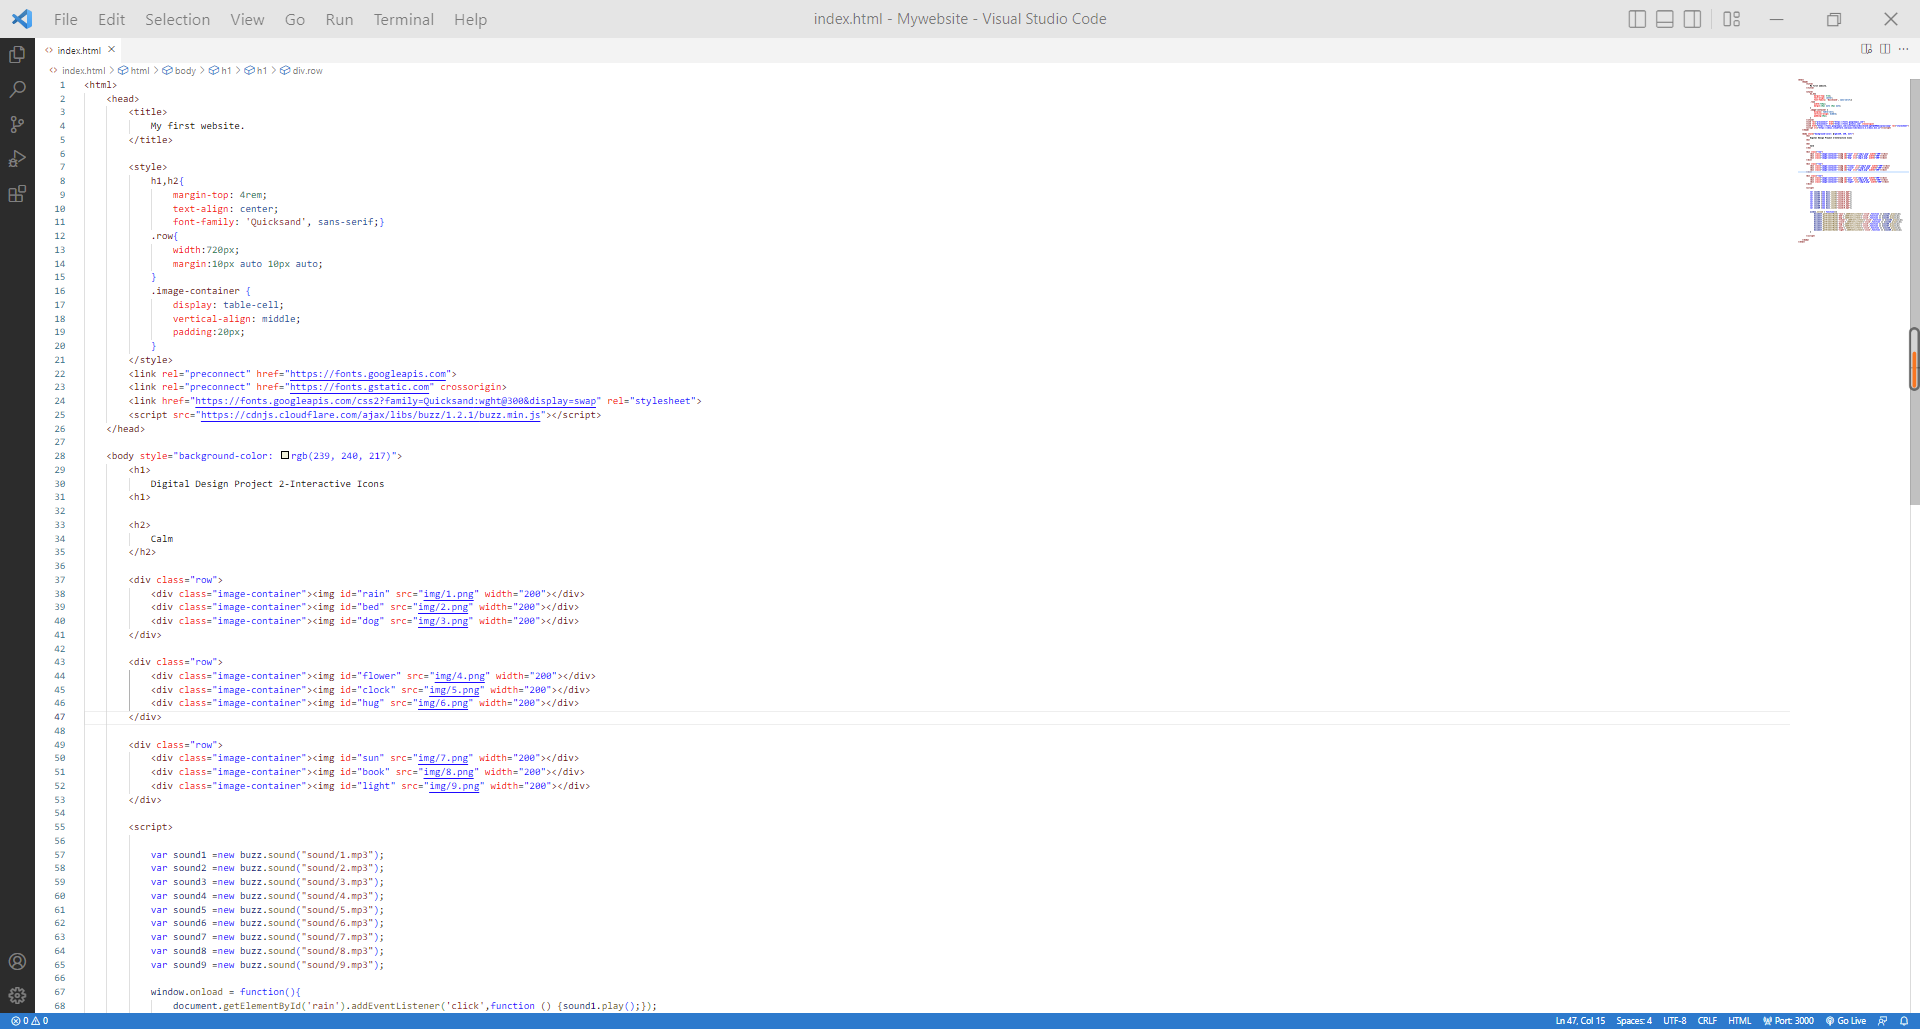 File Edit Selection View Go Run Terminal Help
index.html - Mywebsite - Visual Studio Code
index.html
index.html > html > body > h1 > h1 > div.row
1 <html>
2 <head>
3 <title>
4 My first website.
5 </title>
6
7 <style>
8 h1,h2{
9 margin-top: 4rem;
10 text-align: center;
11 font-family: 'Quicksand', sans-serif;}
12 .row{
13 width:720px;
14 margin:10px auto 10px auto;
15 }
16 .image-container {
17 display: table-cell;
18 vertical-align: middle;
19 padding:20px;
20 }
21 </style>
22 <link rel="preconnect" href="https://fonts.googleapis.com">
23 <link rel="preconnect" href="https://fonts.gstatic.com" crossorigin>
24 <link href="https://fonts.googleapis.com/css2?family=Quicksand:wght@300&display=swap" rel="stylesheet">
25 <script src="https://cdnjs.cloudflare.com/ajax/libs/buzz/1.2.1/buzz.min.js"></script>
26 </head>
27
28 <body style="background-color: rgb(239, 240, 217)">
29 <h1>
30 Digital Design Project 2-Interactive Icons
31 <h1>
32
33 <h2>
34 Calm
35 </h2>
36
37 <div class="row">
38 <div class="image-container"><img id="rain" src="img/1.png" width="200"></div>
39 <div class="image-container"><img id="bed" src="img/2.png" width="200"></div>
40 <div class="image-container"><img id="dog" src="img/3.png" width="200"></div>
41 </div>
42
43 <div class="row">
44 <div class="image-container"><img id="flower" src="img/4.png" width="200"></div>
45 <div class="image-container"><img id="clock" src="img/5.png" width="200"></div>
46 <div class="image-container"><img id="hug" src="img/6.png" width="200"></div>
47 </div>
48
49 <div class="row">
50 <div class="image-container"><img id="sun" src="img/7.png" width="200"></div>
51 <div class="image-container"><img id="book" src="img/8.png" width="200"></div>
52 <div class="image-container"><img id="light" src="img/9.png" width="200"></div>
53 </div>
54
55 <script>
56
57 var sound1 =new buzz.sound("sound/1.mp3");
58 var sound2 =new buzz.sound("sound/2.mp3");
59 var sound3 =new buzz.sound("sound/3.mp3");
60 var sound4 =new buzz.sound("sound/4.mp3");
61 var sound5 =new buzz.sound("sound/5.mp3");
62 var sound6 =new buzz.sound("sound/6.mp3");
63 var sound7 =new buzz.sound("sound/7.mp3");
64 var sound8 =new buzz.sound("sound/8.mp3");
65 var sound9 =new buzz.sound("sound/9.mp3");
66
67 window.onload = function(){
68 document.getElementById('rain').addEventListener('click',function () {sound1.play();});
0 0 Ln 47, Col 15 Spaces: 4 UTF-8 CRLF HTML Port: 3000 Go Live